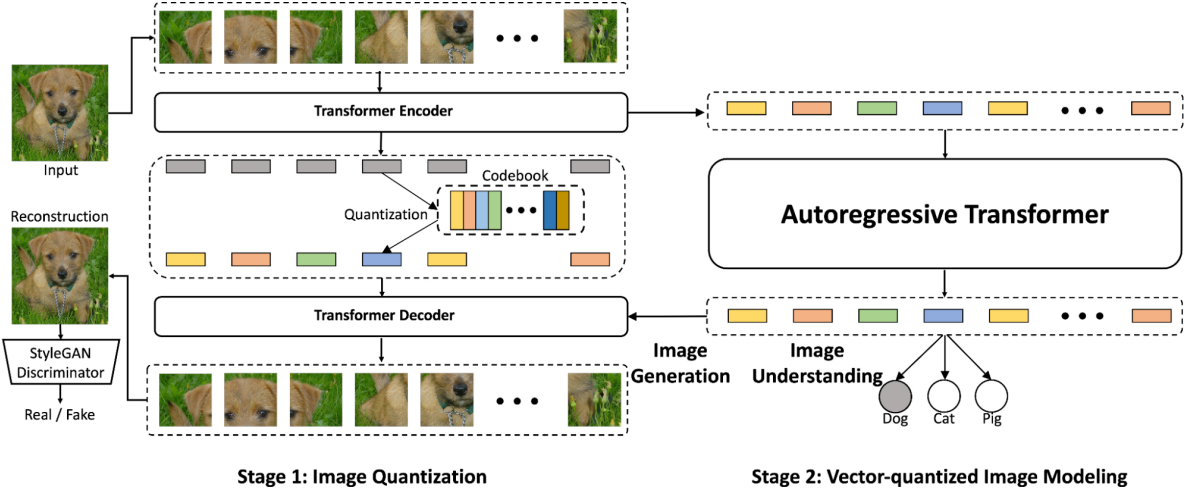 Input
Transformer Encoder
Codebook
Quantization
Reconstruction
Transformer Decoder
StyleGAN
Discriminator
Real / Fake
Stage 1: Image Quantization
Autoregressive Transformer
Image
Generation
Image
Understanding
Dog
Cat
Pig
Stage 2: Vector-quantized Image Modeling